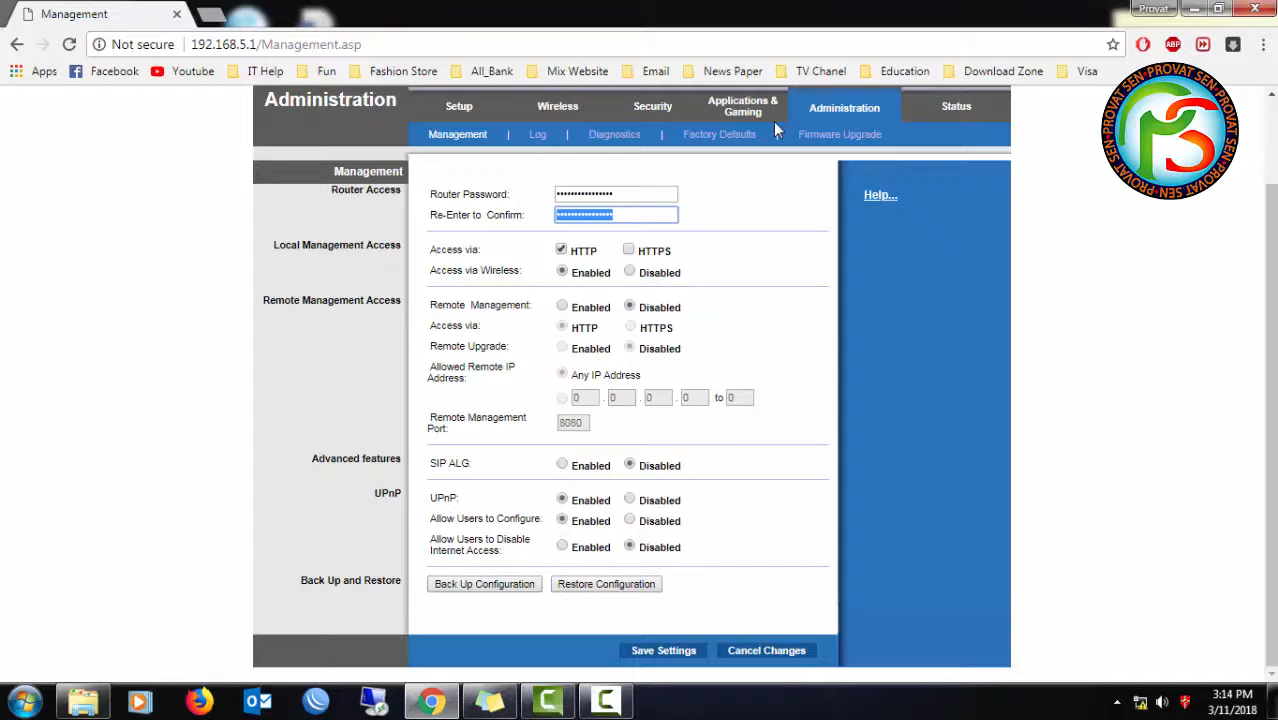 Management
Provat
Not secure
192.168.5.1/Management.asp
ABP
Apps
Facebook
Youtube
IT Help
Fun
Fashion Store
All_Bank
Mix Website
Email
News Paper
TV Chanel
Education
Download Zone
Visa
PROVAT SEN PROVAT SEN PROVAT SEN
PS
Administration
Setup
Wireless
Security
Applications &
Gaming
Administration
Status
Management | Log | Diagnostics | Factory Defaults | Firmware Upgrade
Management
Router Access
Router Password: •••••••••••••••
Re-Enter to Confirm: •••••••••••••••
Help...
Local Management Access
Access via: HTTP HTTPS
Access via Wireless: Enabled Disabled
Remote Management Access
Remote Management: Enabled Disabled
Access via: HTTP HTTPS
Remote Upgrade: Enabled Disabled
Allowed Remote IP
Address:
Any IP Address
0 . 0 . 0 . 0 to 0
Remote Management
Port:
8080
Advanced features
SIP ALG: Enabled Disabled
UPnP
UPnP: Enabled Disabled
Allow Users to Configure: Enabled Disabled
Allow Users to Disable
Internet Access:
Enabled Disabled
Back Up and Restore
Back Up Configuration
Restore Configuration
Save Settings
Cancel Changes
3:14 PM
3/11/2018